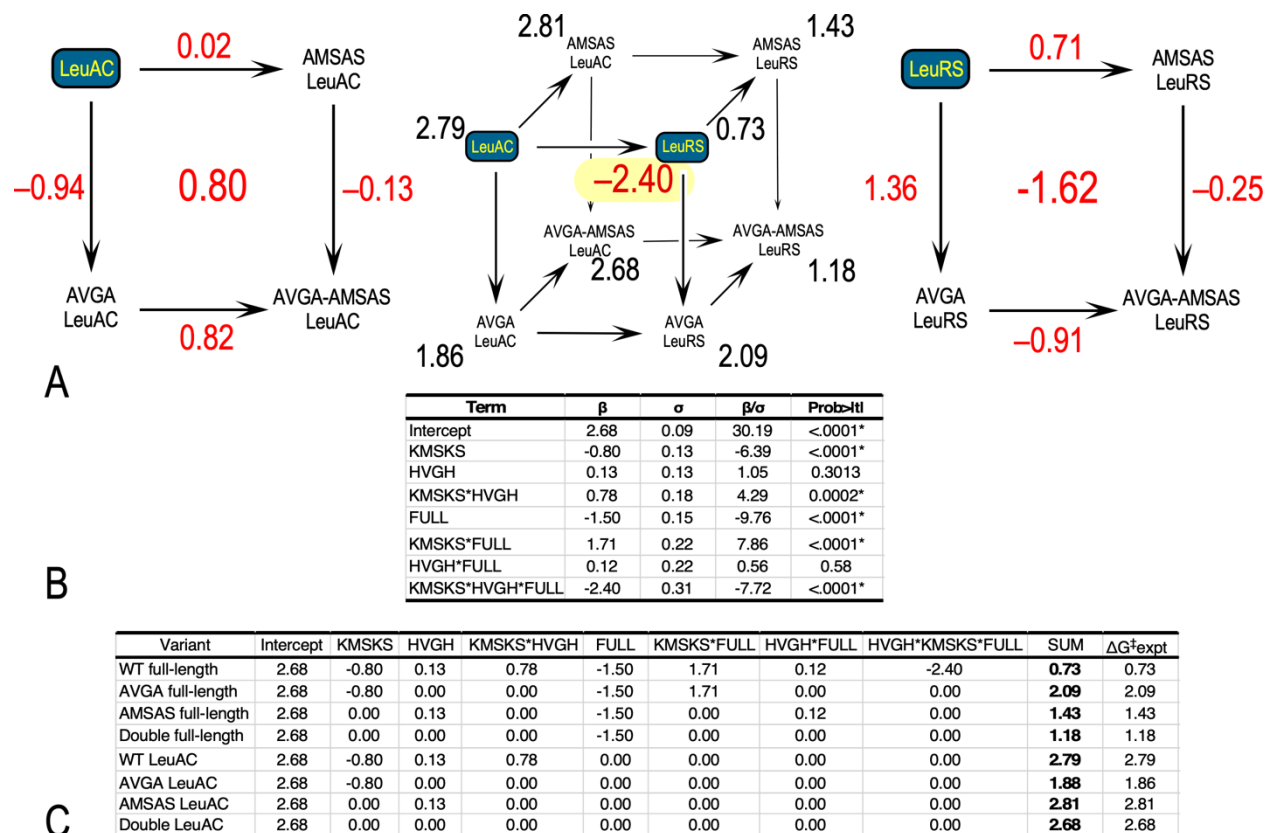 0.02
LeuAC
AMSAS
LeuAC
–0.94
0.80
–0.13
AVGA
LeuAC
AVGA-AMSAS
LeuAC
0.82
2.81
AMSAS
LeuAC
AMSAS
LeuRS
1.43
2.79
LeuAC
LeuRS
0.73
–2.40
AVGA-AMSAS
LeuAC
2.68
AVGA-AMSAS
LeuRS
1.18
AVGA
LeuAC
1.86
AVGA
LeuRS
2.09
0.71
LeuRS
AMSAS
LeuRS
1.36
-1.62
–0.25
AVGA
LeuRS
AVGA-AMSAS
LeuRS
–0.91
A
Term β σ β/σ Prob>ltl
Intercept 2.68 0.09 30.19 <.0001*
KMSKS -0.80 0.13 -6.39 <.0001*
HVGH 0.13 0.13 1.05 0.3013
KMSKS*HVGH 0.78 0.18 4.29 0.0002*
FULL -1.50 0.15 -9.76 <.0001*
KMSKS*FULL 1.71 0.22 7.86 <.0001*
HVGH*FULL 0.12 0.22 0.56 0.58
KMSKS*HVGH*FULL -2.40 0.31 -7.72 <.0001*
B
Variant Intercept KMSKS HVGH KMSKS*HVGH FULL KMSKS*FULL HVGH*FULL HVGH*KMSKS*FULL SUM ΔG‡expt
WT full-length 2.68 -0.80 0.13 0.78 -1.50 1.71 0.12 -2.40 0.73 0.73
AVGA full-length 2.68 -0.80 0.00 0.00 -1.50 1.71 0.00 0.00 2.09 2.09
AMSAS full-length 2.68 0.00 0.13 0.00 -1.50 0.00 0.12 0.00 1.43 1.43
Double full-length 2.68 0.00 0.00 0.00 -1.50 0.00 0.00 0.00 1.18 1.18
WT LeuAC 2.68 -0.80 0.13 0.78 0.00 0.00 0.00 0.00 2.79 2.79
AVGA LeuAC 2.68 -0.80 0.00 0.00 0.00 0.00 0.00 0.00 1.88 1.86
AMSAS LeuAC 2.68 0.00 0.13 0.00 0.00 0.00 0.00 0.00 2.81 2.81
Double LeuAC 2.68 0.00 0.00 0.00 0.00 0.00 0.00 0.00 2.68 2.68
C